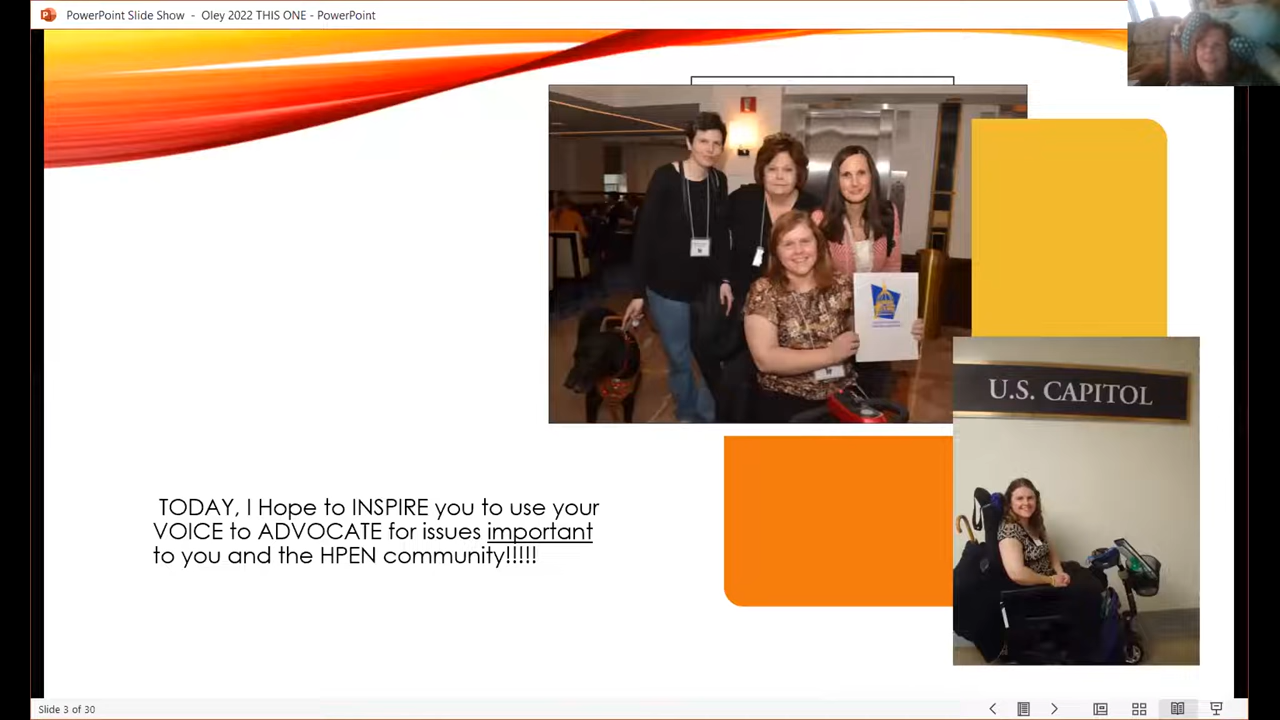 PowerPoint Slide Show - Oley 2022 THIS ONE - PowerPoint
U.S. CAPITOL
TODAY, I Hope to INSPIRE you to use your
VOICE to ADVOCATE for issues important
to you and the HPEN community!!!!!
Slide 3 of 30